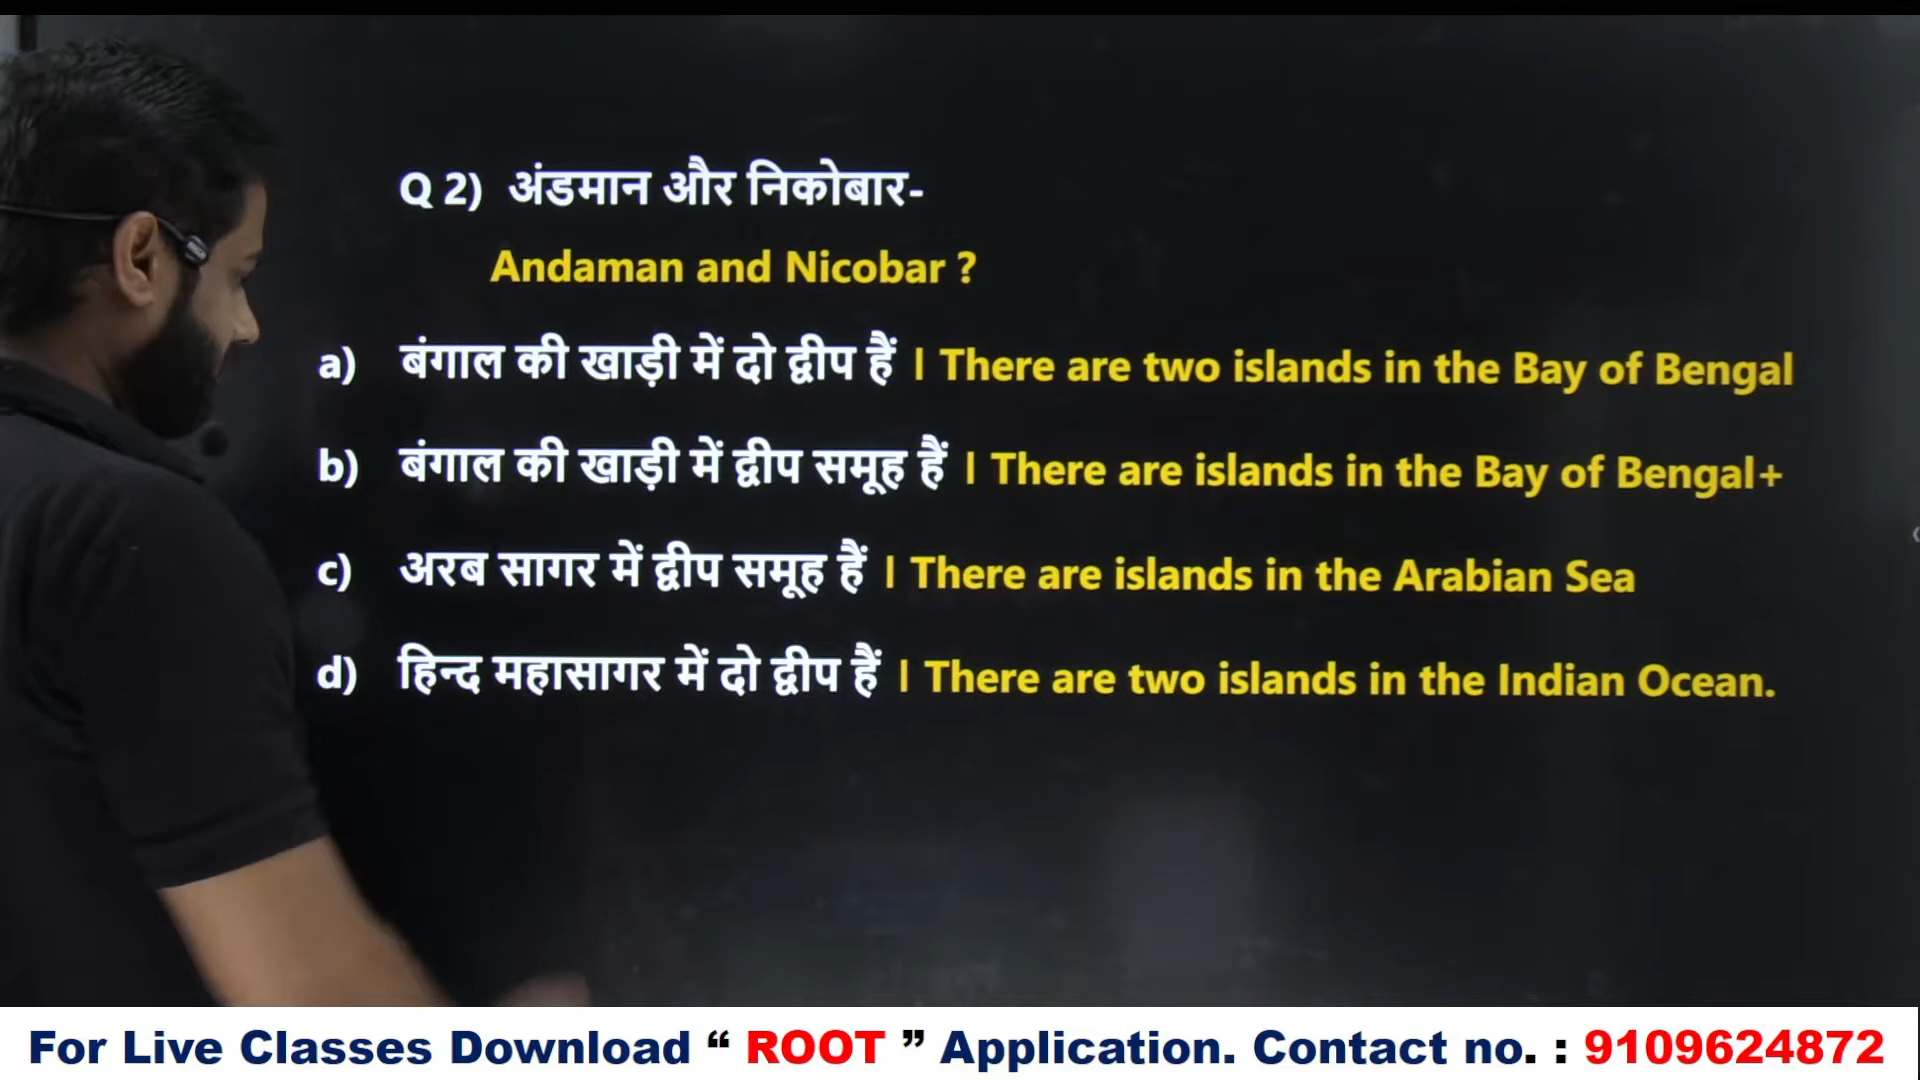 Q 2) अंडमान और निकोबार-
Andaman and Nicobar ?
a) बंगाल की खाड़ी में दो द्वीप हैं । There are two islands in the Bay of Bengal
b) बंगाल की खाड़ी में द्वीप समूह हैं । There are islands in the Bay of Bengal+
c) अरब सागर में द्वीप समूह हैं । There are islands in the Arabian Sea
d) हिन्द महासागर में दो द्वीप हैं । There are two islands in the Indian Ocean.
For Live Classes Download “ ROOT ” Application. Contact no. : 9109624872